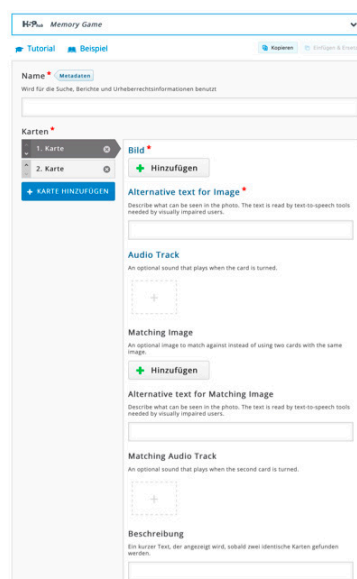 H5P Hub Memory Game
Tutorial Beispiel Kopieren Einfügen & Ersetzen
Name * Metadaten
Wird für die Suche, Berichte und Urheberrechtsinformationen benutzt
Karten *
1. Karte
2. Karte
+ KARTE HINZUFÜGEN
Bild *
+ Hinzufügen
Alternative text for Image *
Describe what can be seen in the photo. The text is read by text-to-speech tools
needed by visually impaired users.
Audio Track
An optional sound that plays when the card is turned.
+
Matching Image
An optional image to match against instead of using two cards with the same
image.
+ Hinzufügen
Alternative text for Matching Image
Describe what can be seen in the photo. The text is read by text-to-speech tools
needed by visually impaired users.
Matching Audio Track
An optional sound that plays when the second card is turned.
+
Beschreibung
Ein kurzer Text, der angezeigt wird, sobald zwei identische Karten gefunden
werden.